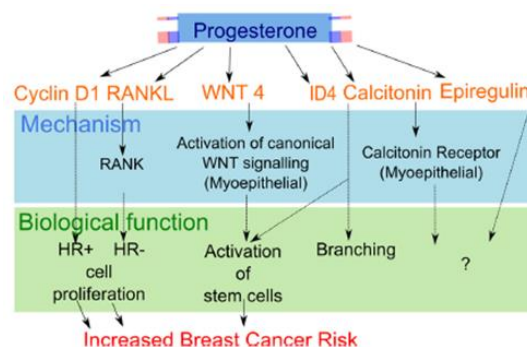 Progesterone
Cyclin D1 RANKL WNT 4 ID4 Calcitonin Epiregulin
Mechanism
RANK
Activation of canonical
WNT signalling
(Myoepithelial)
Calcitonin Receptor
(Myoepithelial)
Biological function
HR+ HR-
cell
proliferation
Activation
of
stem cells
Branching
?
Increased Breast Cancer Risk